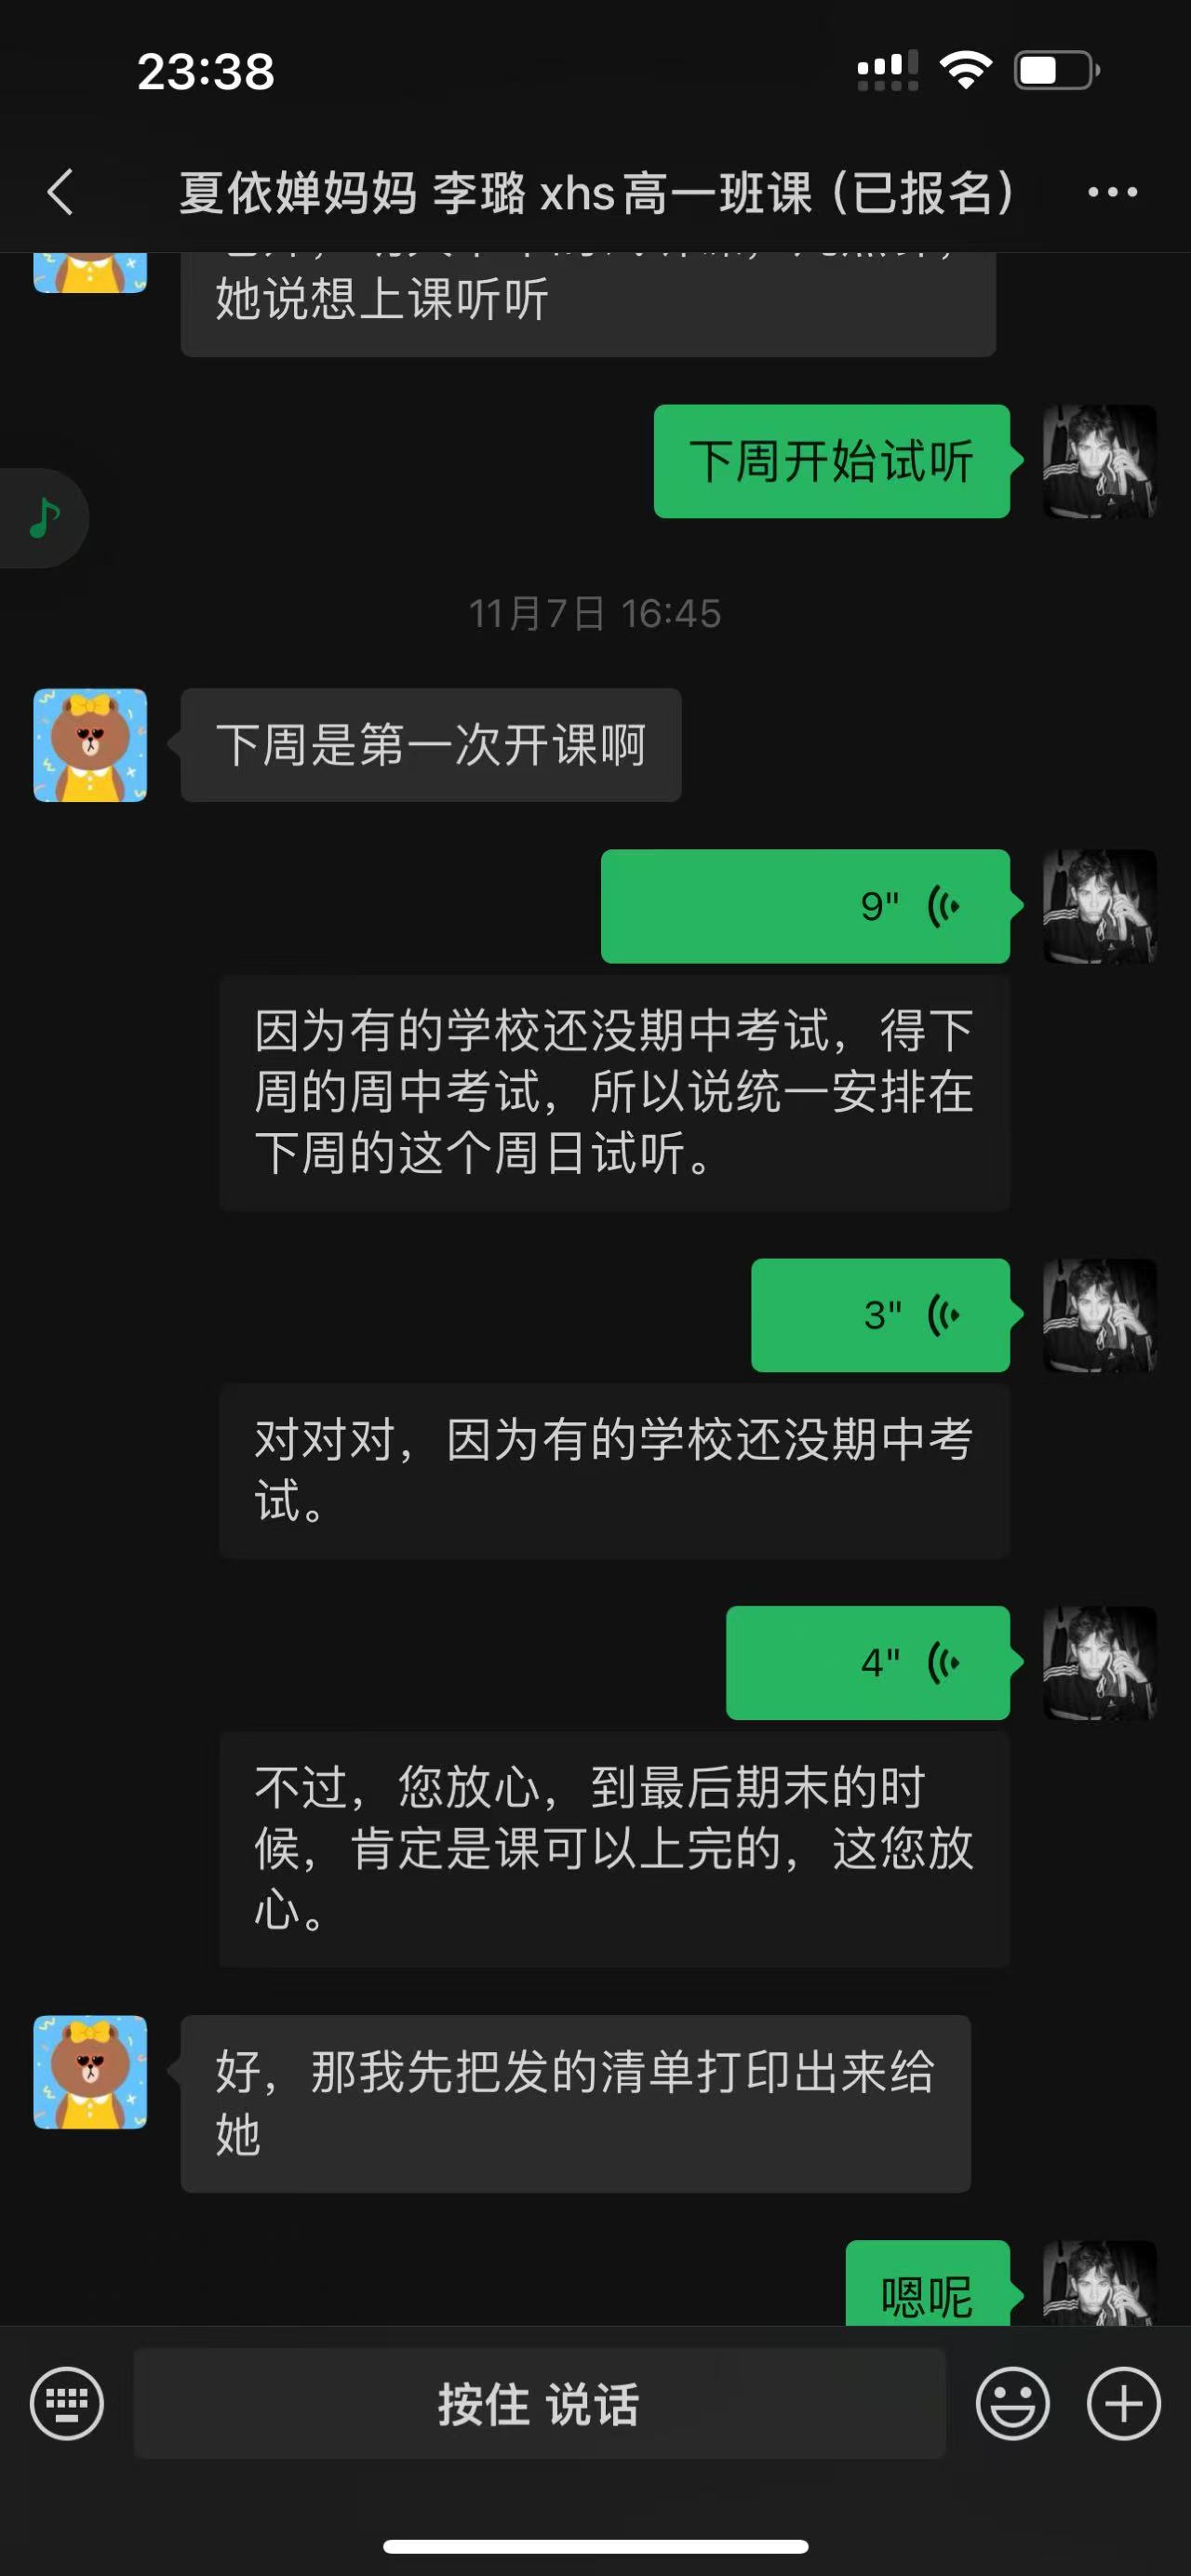 23:38
夏依婵妈妈 李璐 xhs高一班课（已报名）
她说想上课听听
下周开始试听
11月7日 16:45
下周是第一次开课啊
9"
因为有的学校还没期中考试，得下
周的周中考试，所以说统一安排在
下周的这个周日试听。
3"
对对对，因为有的学校还没期中考
试。
4"
不过，您放心，到最后期末的时
候，肯定是课可以上完的，这您放
心。
好，那我先把发的清单打印出来给
她
嗯呢
按住 说话